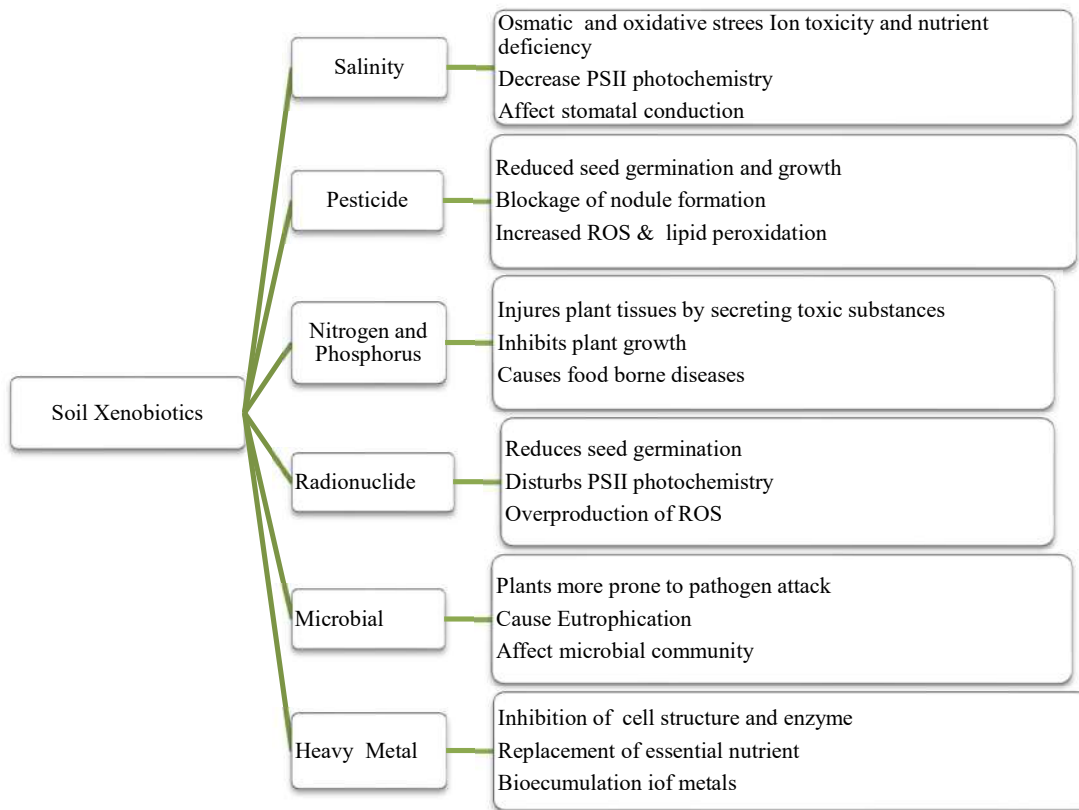 Soil Xenobiotics
Salinity
Osmatic and oxidative strees Ion toxicity and nutrient
deficiency
Decrease PSII photochemistry
Affect stomatal conduction
Pesticide
Reduced seed germination and growth
Blockage of nodule formation
Increased ROS & lipid peroxidation
Nitrogen and
Phosphorus
Injures plant tissues by secreting toxic substances
Inhibits plant growth
Causes food borne diseases
Radionuclide
Reduces seed germination
Disturbs PSII photochemistry
Overproduction of ROS
Microbial
Plants more prone to pathogen attack
Cause Eutrophication
Affect microbial community
Heavy Metal
Inhibition of cell structure and enzyme
Replacement of essential nutrient
Bioecumulation iof metals